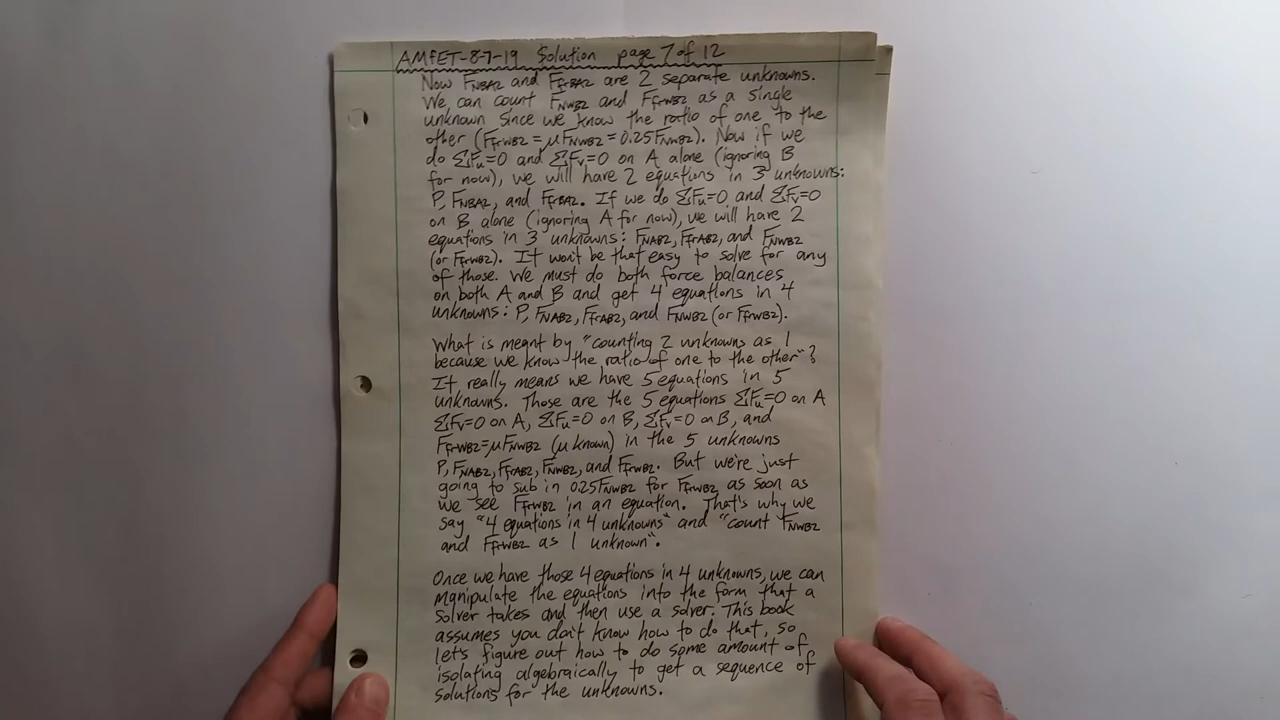 AMFET-8-7-19 Solution page 7 of 12
Now FNBA2 and FfrBA2 are 2 separate unknowns.
We can count FNWB2 and FfrWB2 as a single
unknown since we know the ratio of one to the
other (FfrWB2 = μFNWB2 = 0.25FNWB2). Now if we
do ΣFu=0 and ΣFv=0 on A alone (ignoring B
for now), we will have 2 equations in 3 unknowns:
P, FNBA2, and FfrBA2. If we do ΣFu=0 and ΣFv=0
on B alone (ignoring A for now), we will have 2
equations in 3 unknowns: FNAB2, FfrAB2, and FNWB2
(or FfrWB2). It won't be that easy to solve for any
of those. We must do both force balances
on both A and B and get 4 equations in 4
unknowns: P, FNAB2, FfrAB2, and FNWB2 (or FfrWB2).
What is meant by "counting 2 unknowns as 1
because we know the ratio of one to the other"?
It really means we have 5 equations in 5
unknowns. Those are the 5 equations ΣFu=0 on A
ΣFv=0 on A, ΣFu=0 on B, ΣFv=0 on B, and
FfrWB2=μFNWB2 (μ known) in the 5 unknowns
P, FNAB2, FfrAB2, FNWB2, and FfrWB2. But we're just
going to sub in 0.25FNWB2 for FfrWB2 as soon as
we see FfrWB2 in an equation. That's why we
say "4 equations in 4 unknowns" and "count FNWB2
and FfrWB2 as 1 unknown".
Once we have those 4 equations in 4 unknowns, we can
manipulate the equations into the form that a
solver takes and then use a solver. This book
assumes you don't know how to do that, so
let's figure out how to do some amount of
isolating algebraically to get a sequence of
solutions for the unknowns.